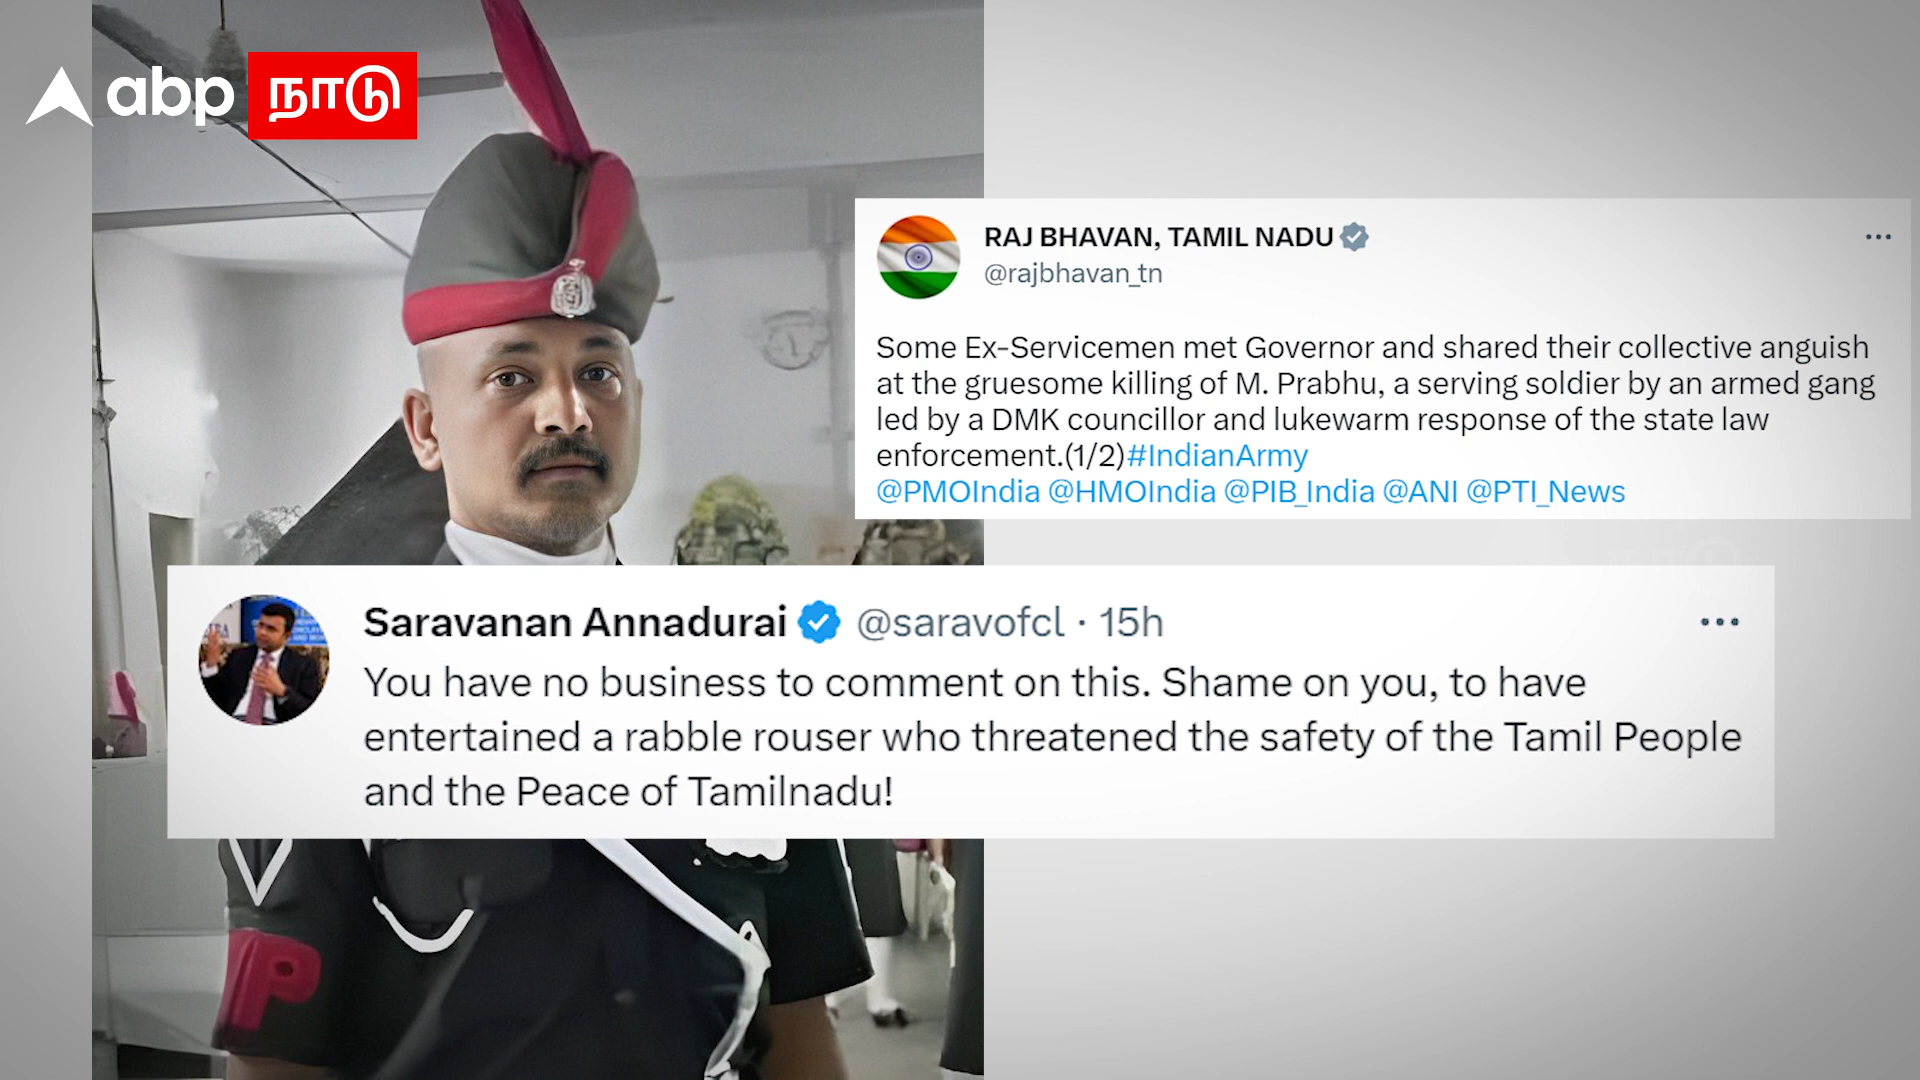 abp நாடு
RAJ BHAVAN, TAMIL NADU
@rajbhavan_tn
Some Ex-Servicemen met Governor and shared their collective anguish
at the gruesome killing of M. Prabhu, a serving soldier by an armed gang
led by a DMK councillor and lukewarm response of the state law
enforcement.(1/2)#IndianArmy
@PMOIndia @HMOIndia @PIB_India @ANI @PTI_News
Saravanan Annadurai @saravofcl · 15h
You have no business to comment on this. Shame on you, to have
entertained a rabble rouser who threatened the safety of the Tamil People
and the Peace of Tamilnadu!
P